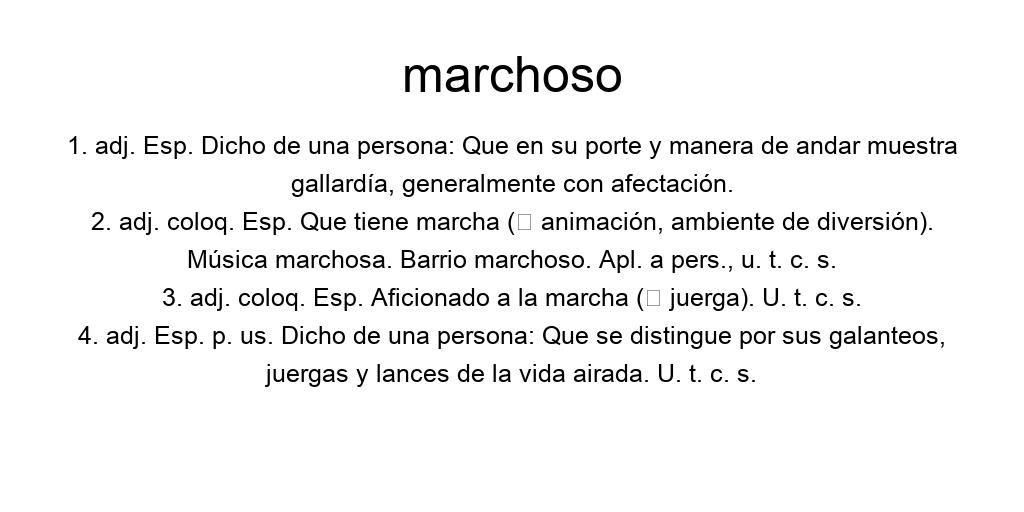 marchoso
1. adj. Esp. Dicho de una persona: Que en su porte y manera de andar muestra
gallardía, generalmente con afectación.
2. adj. coloq. Esp. Que tiene marcha (▯ animación, ambiente de diversión).
Música marchosa. Barrio marchoso. Apl. a pers., u. t. c. s.
3. adj. coloq. Esp. Aficionado a la marcha (▯ juerga). U. t. c. s.
4. adj. Esp. p. us. Dicho de una persona: Que se distingue por sus galanteos,
juergas y lances de la vida airada. U. t. c. s.